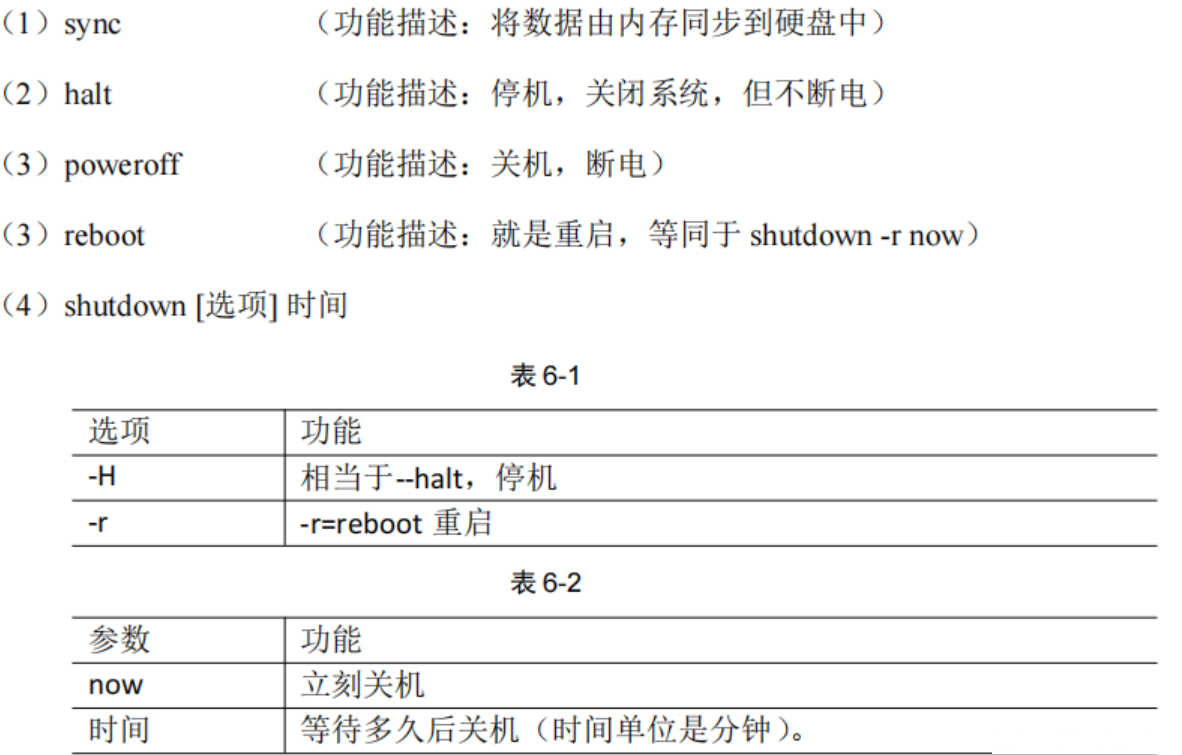 （1）sync （功能描述：将数据由内存同步到硬盘中）
（2）halt （功能描述：停机，关闭系统，但不断电）
（3）poweroff （功能描述：关机，断电）
（3）reboot （功能描述：就是重启，等同于 shutdown -r now）
（4）shutdown [选项] 时间
表 6-1
选项 功能
-H 相当于--halt，停机
-r -r=reboot 重启
表 6-2
参数 功能
now 立刻关机
时间 等待多久后关机（时间单位是分钟）。